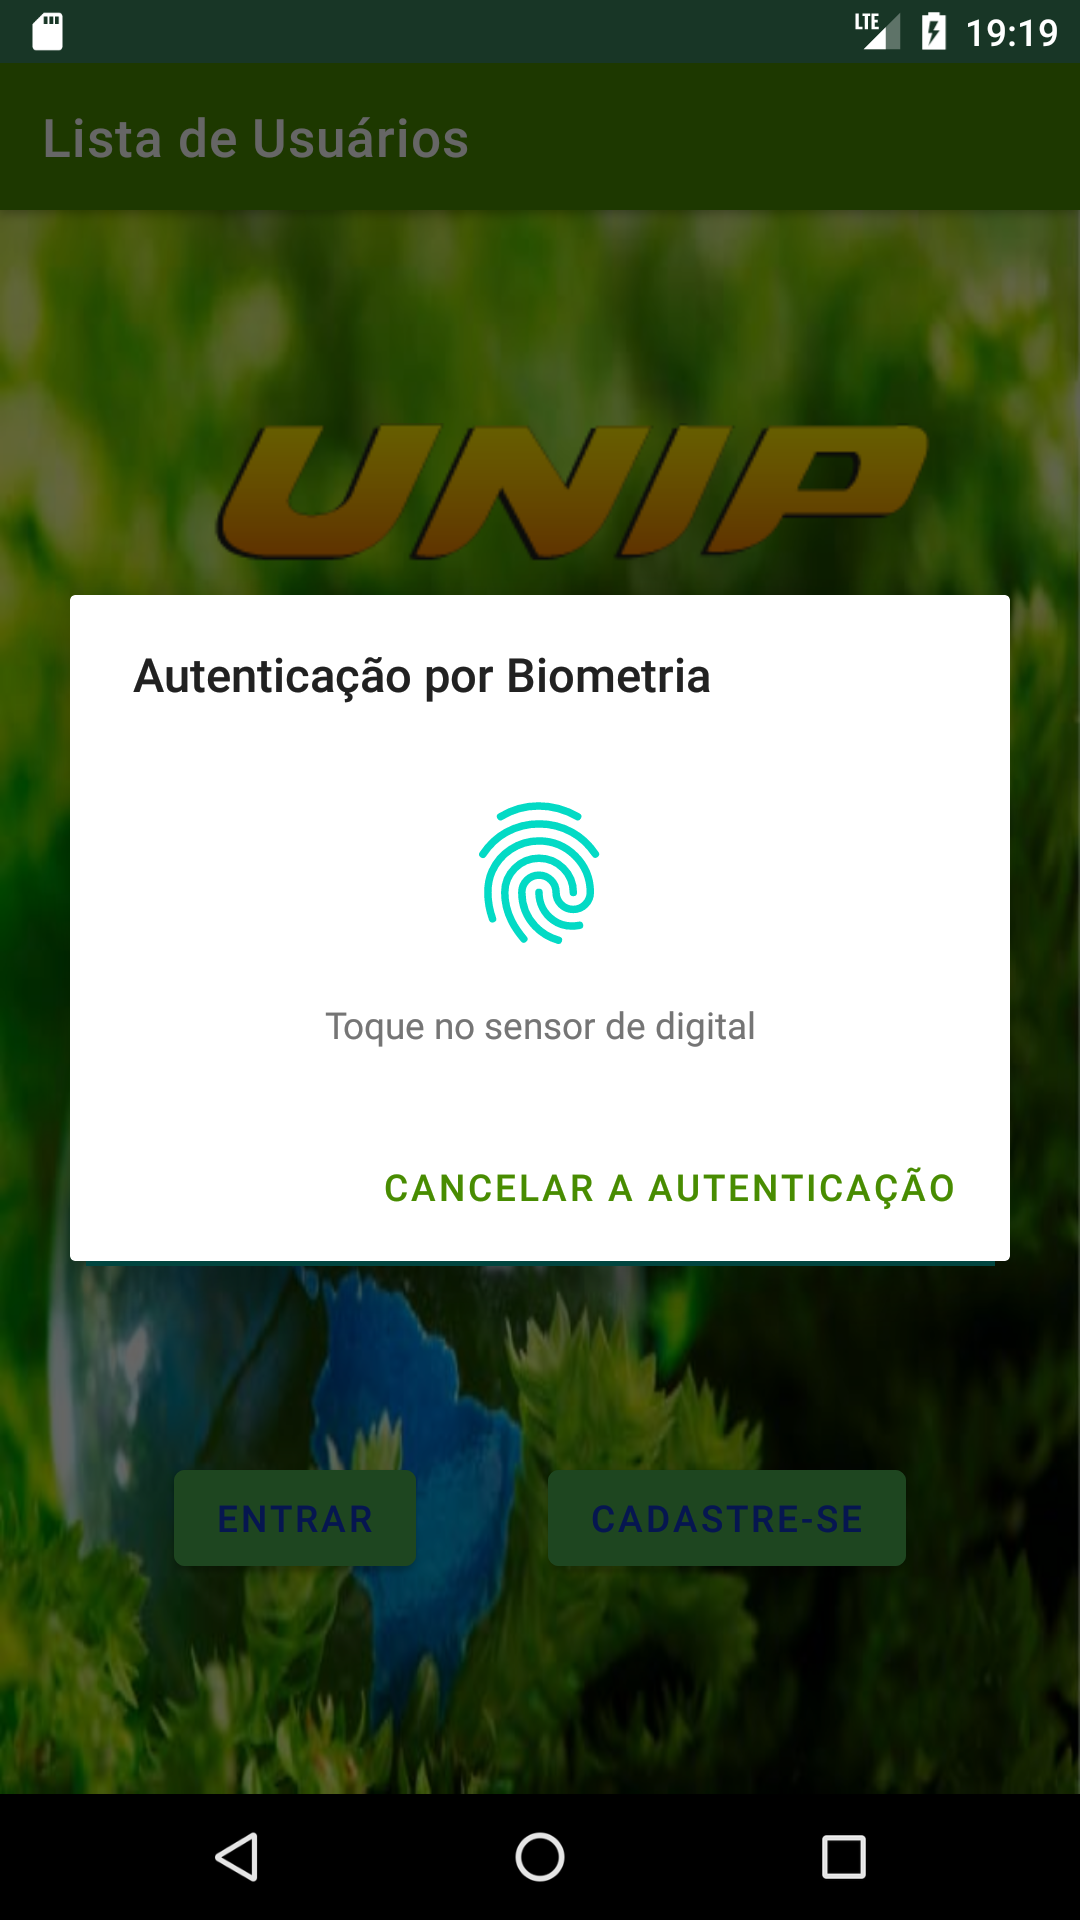 LTE 19:19
Lista de Usuários
UNIP
Autenticação por Biometria
Toque no sensor de digital
CANCELAR A AUTENTICAÇÃO
ENTRAR CADASTRE-SE